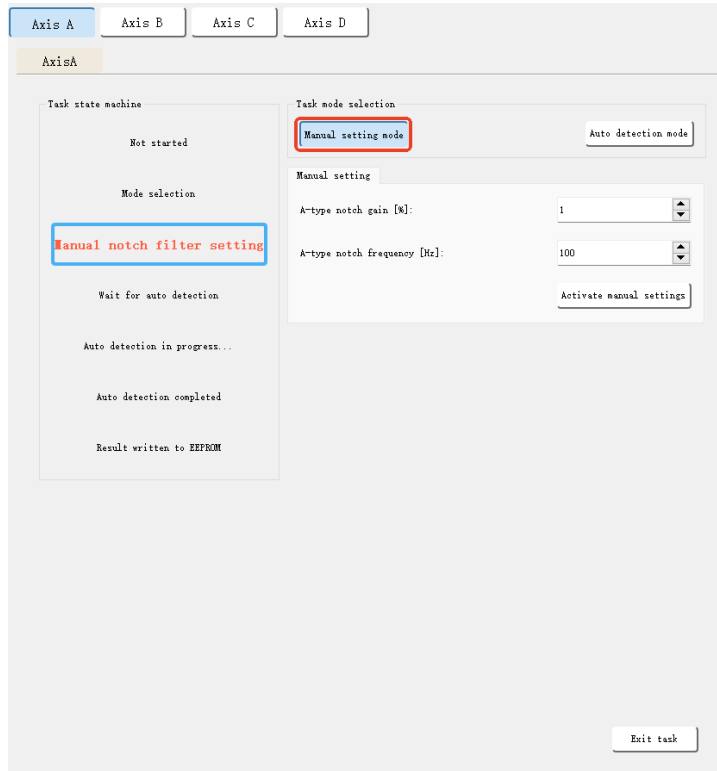 Axis A
Axis B
Axis C
Axis D
AxisA
Task state machine
Not started
Mode selection
Manual notch filter setting
Wait for auto detection
Auto detection in progress...
Auto detection completed
Result written to EEPROM
Task mode selection
Manual setting mode
Auto detection mode
Manual setting
A-type notch gain [%]:
1
A-type notch frequency [Hz]:
100
Activate manual settings
Exit task